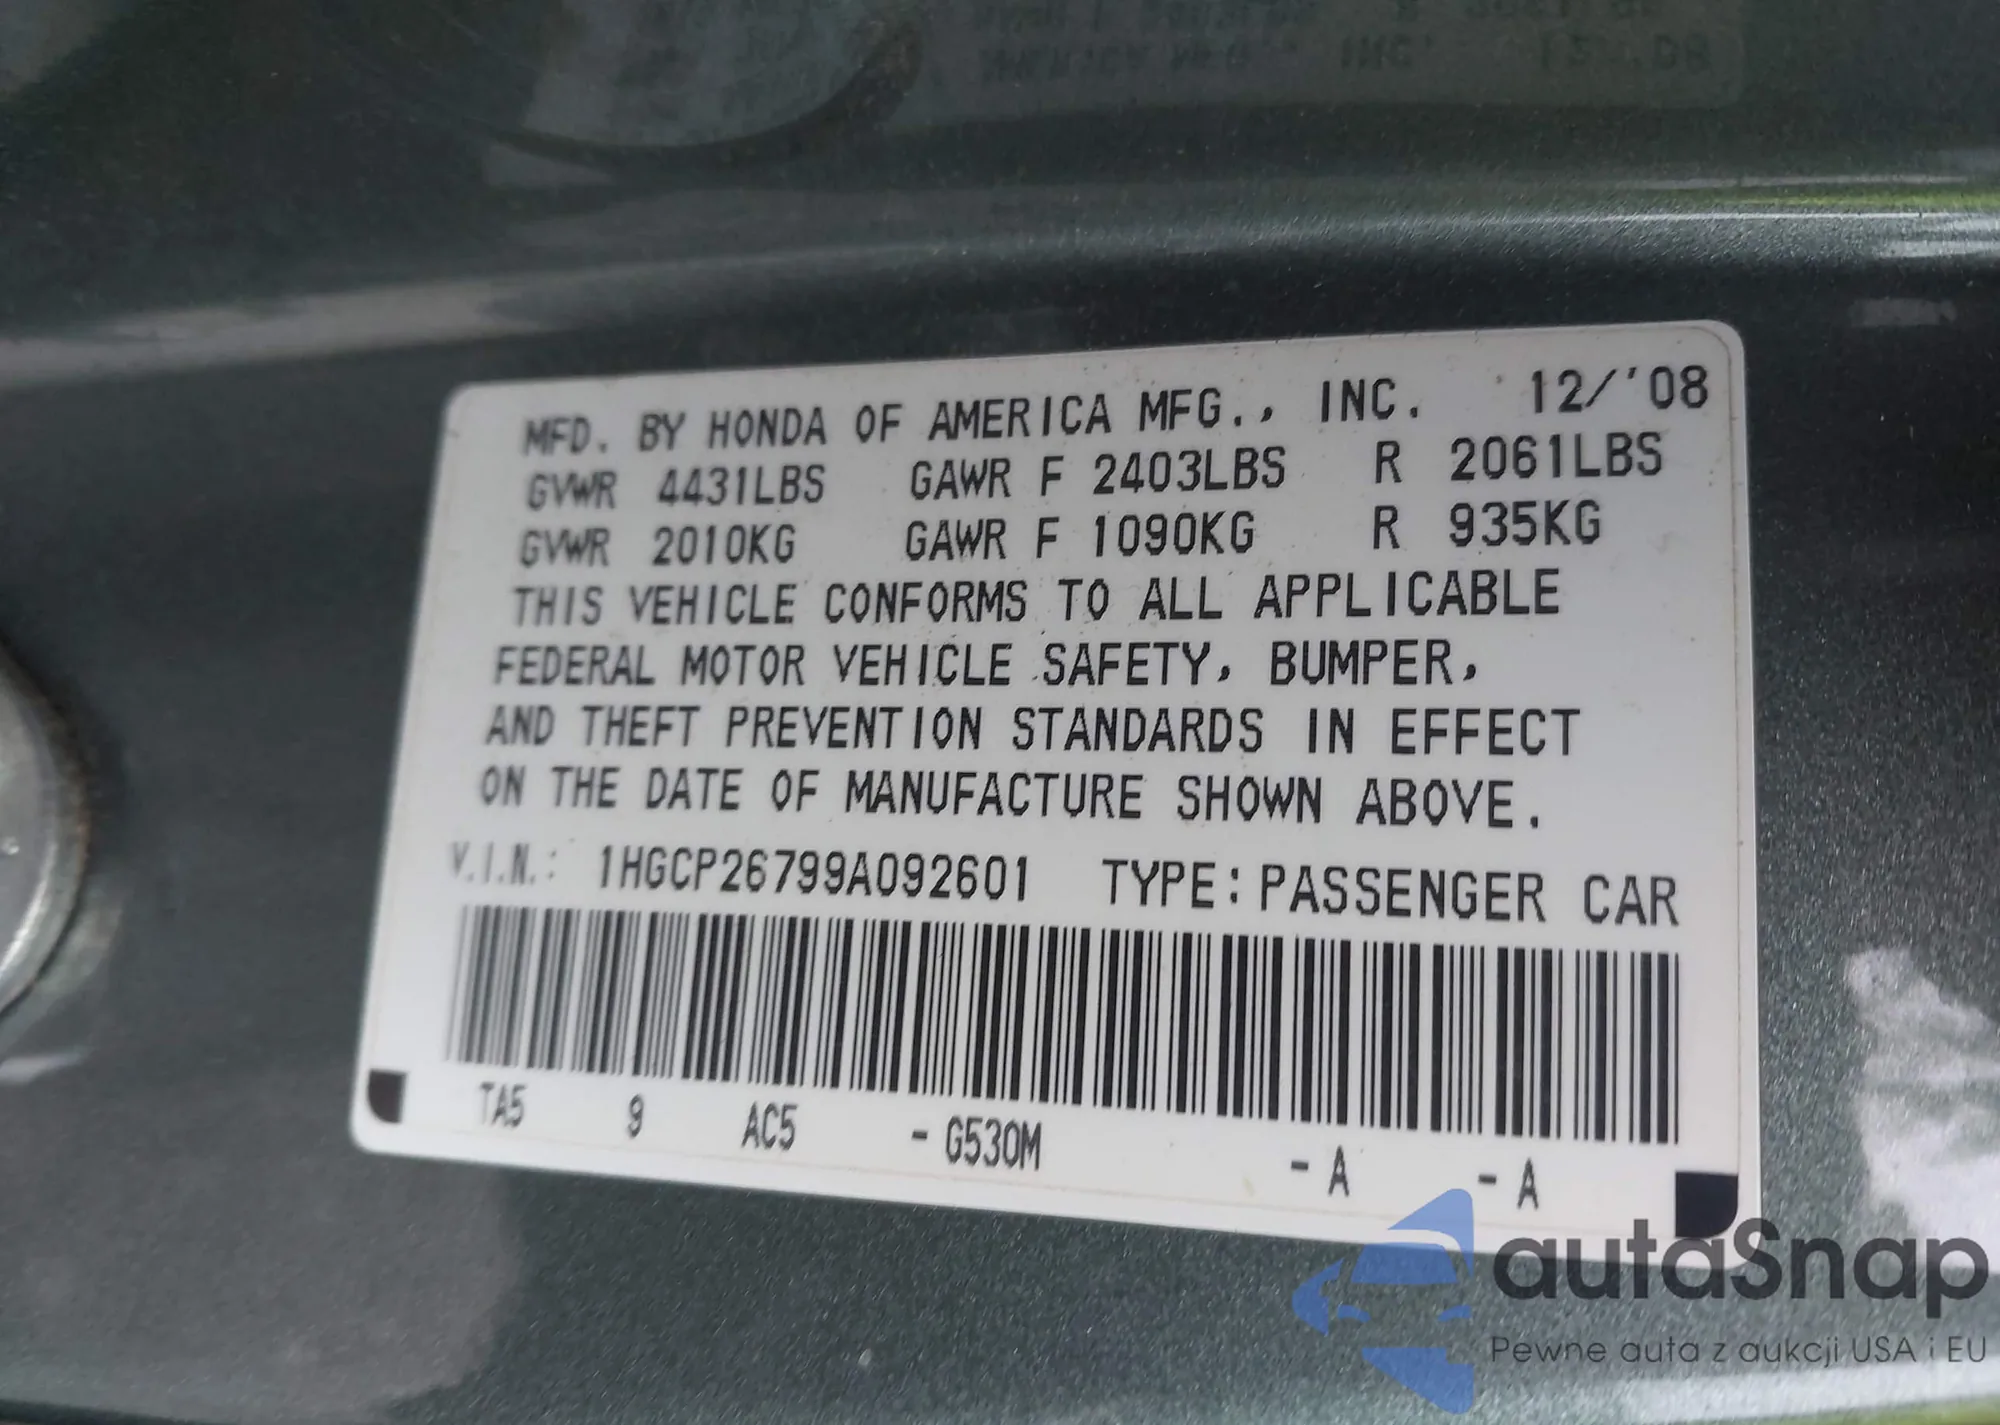 MFD. BY HONDA OF AMERICA MFG., INC. 12/'08
GVWR 4431LBS GAWR F 2403LBS R 2061LBS
GVWR 2010KG GAWR F 1090KG R 935KG
THIS VEHICLE CONFORMS TO ALL APPLICABLE
FEDERAL MOTOR VEHICLE SAFETY, BUMPER,
AND THEFT PREVENTION STANDARDS IN EFFECT
ON THE DATE OF MANUFACTURE SHOWN ABOVE.
V.I.N.: 1HGCP26799A092601 TYPE: PASSENGER CAR
TA5 9 AC5 - G530M - A - A
autaSnap
Pewne auta z aukcji USA i EU